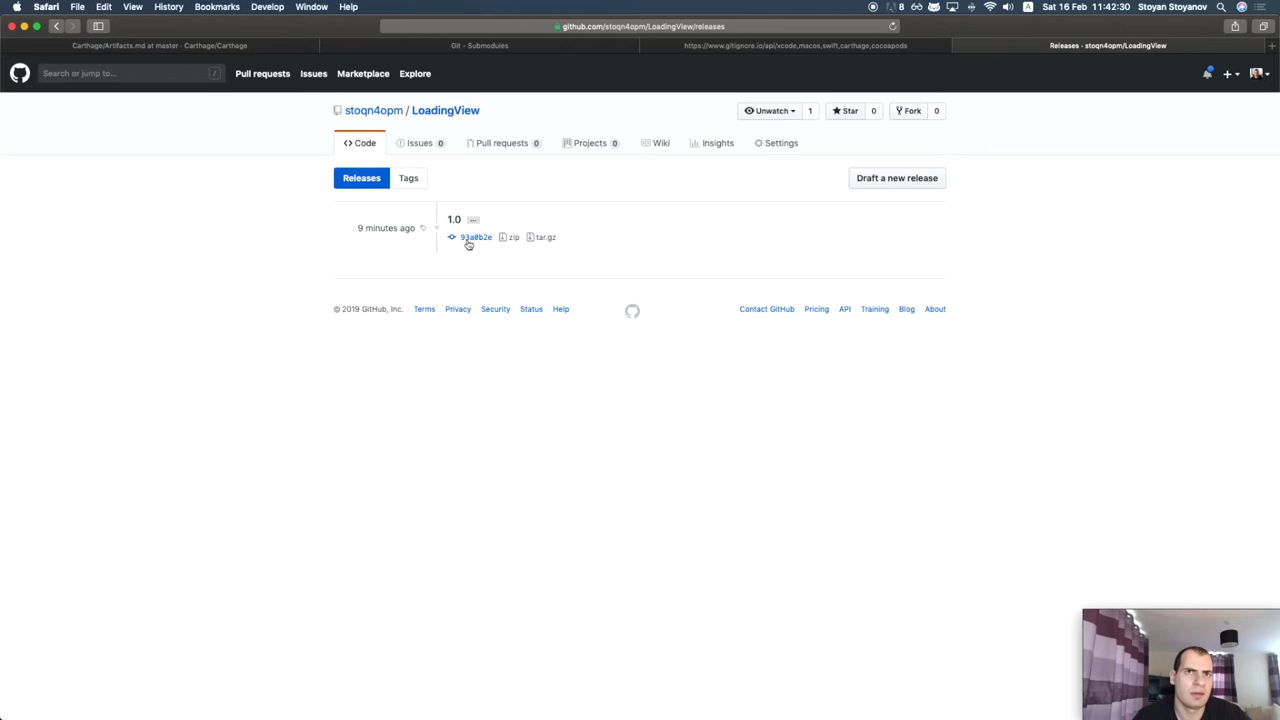 Safari File Edit View History Bookmarks Develop Window Help Sat 16 Feb 11:42:30 Stoyan Stoyanov
github.com/stoqn4opm/LoadingView/releases
Carthage/Artifacts.md at master · Carthage/Carthage Git - Submodules https://www.gitignore.io/api/xcode,macos,swift,carthage,cocoapods Releases · stoqn4opm/LoadingView
Search or jump to... / Pull requests Issues Marketplace Explore
stoqn4opm / LoadingView Unwatch 1 Star 0 Fork 0
Code Issues 0 Pull requests 0 Projects 0 Wiki Insights Settings
Releases Tags Draft a new release
1.0 ...
9 minutes ago
93a0b2e zip tar.gz
© 2019 GitHub, Inc. Terms Privacy Security Status Help Contact GitHub Pricing API Training Blog About